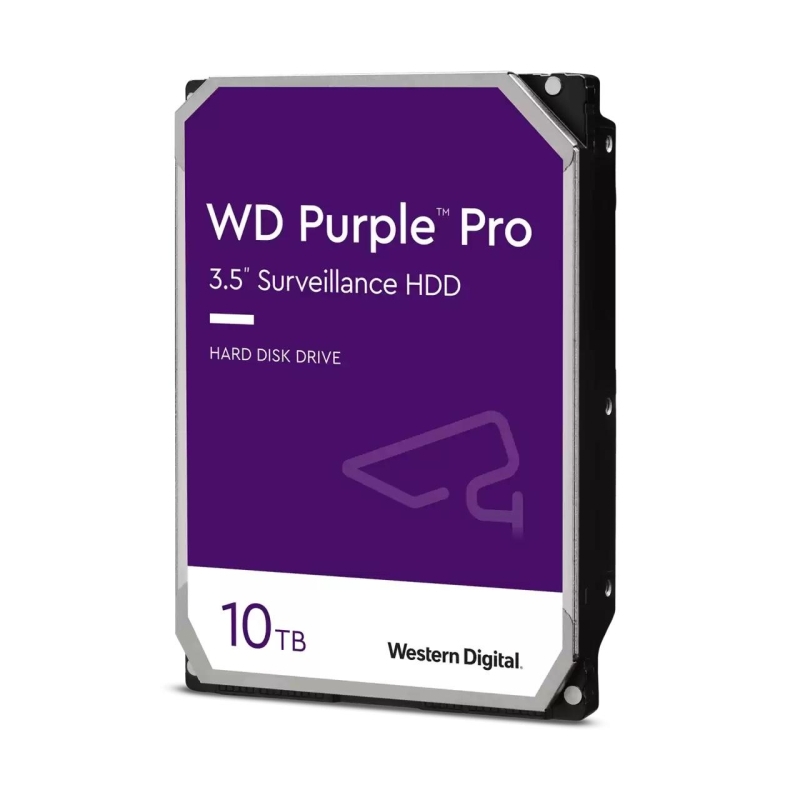 WD Purple™ Pro
3.5" Surveillance HDD
HARD DISK DRIVE
10TB
Western Digital.